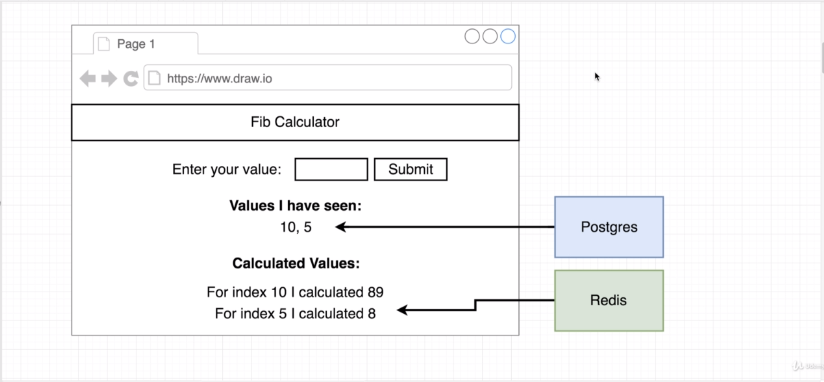 Page 1
https://www.draw.io
Fib Calculator
Enter your value: Submit
Values I have seen:
10, 5
Postgres
Calculated Values:
For index 10 I calculated 89
For index 5 I calculated 8
Redis